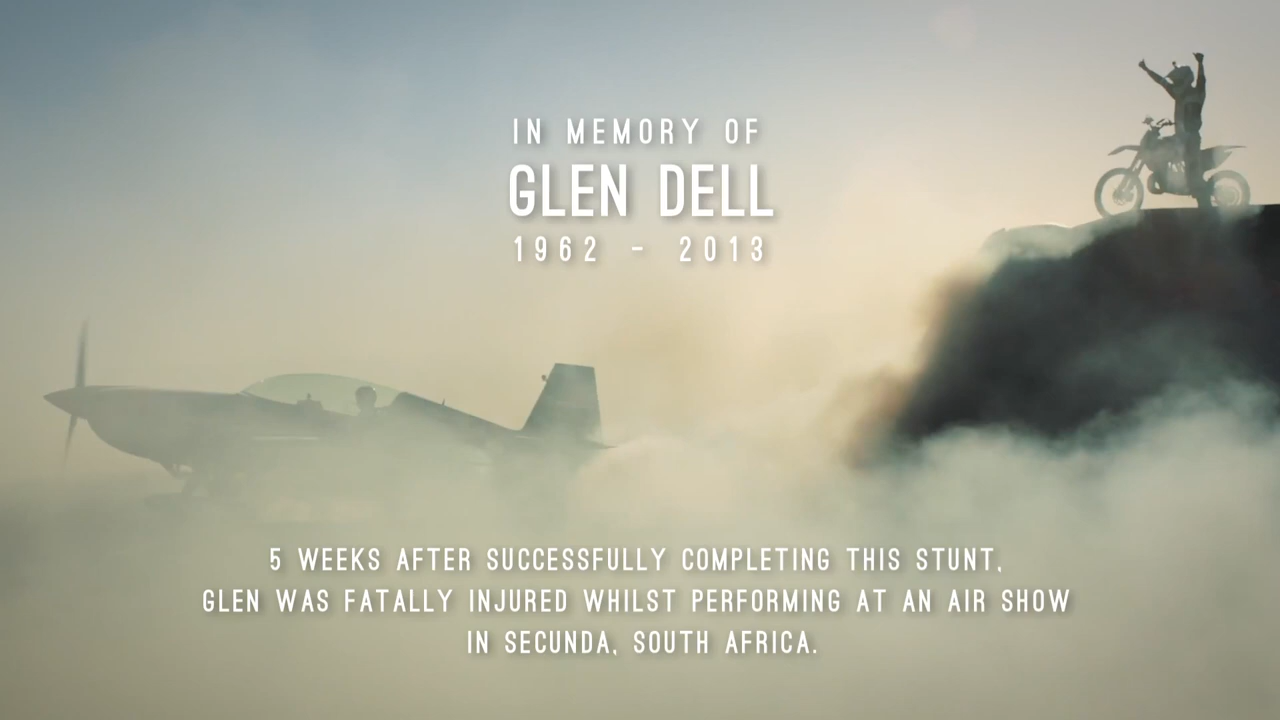 IN MEMORY OF
GLEN DELL
1962 - 2013
5 WEEKS AFTER SUCCESSFULLY COMPLETING THIS STUNT,
GLEN WAS FATALLY INJURED WHILST PERFORMING AT AN AIR SHOW
IN SECUNDA, SOUTH AFRICA.